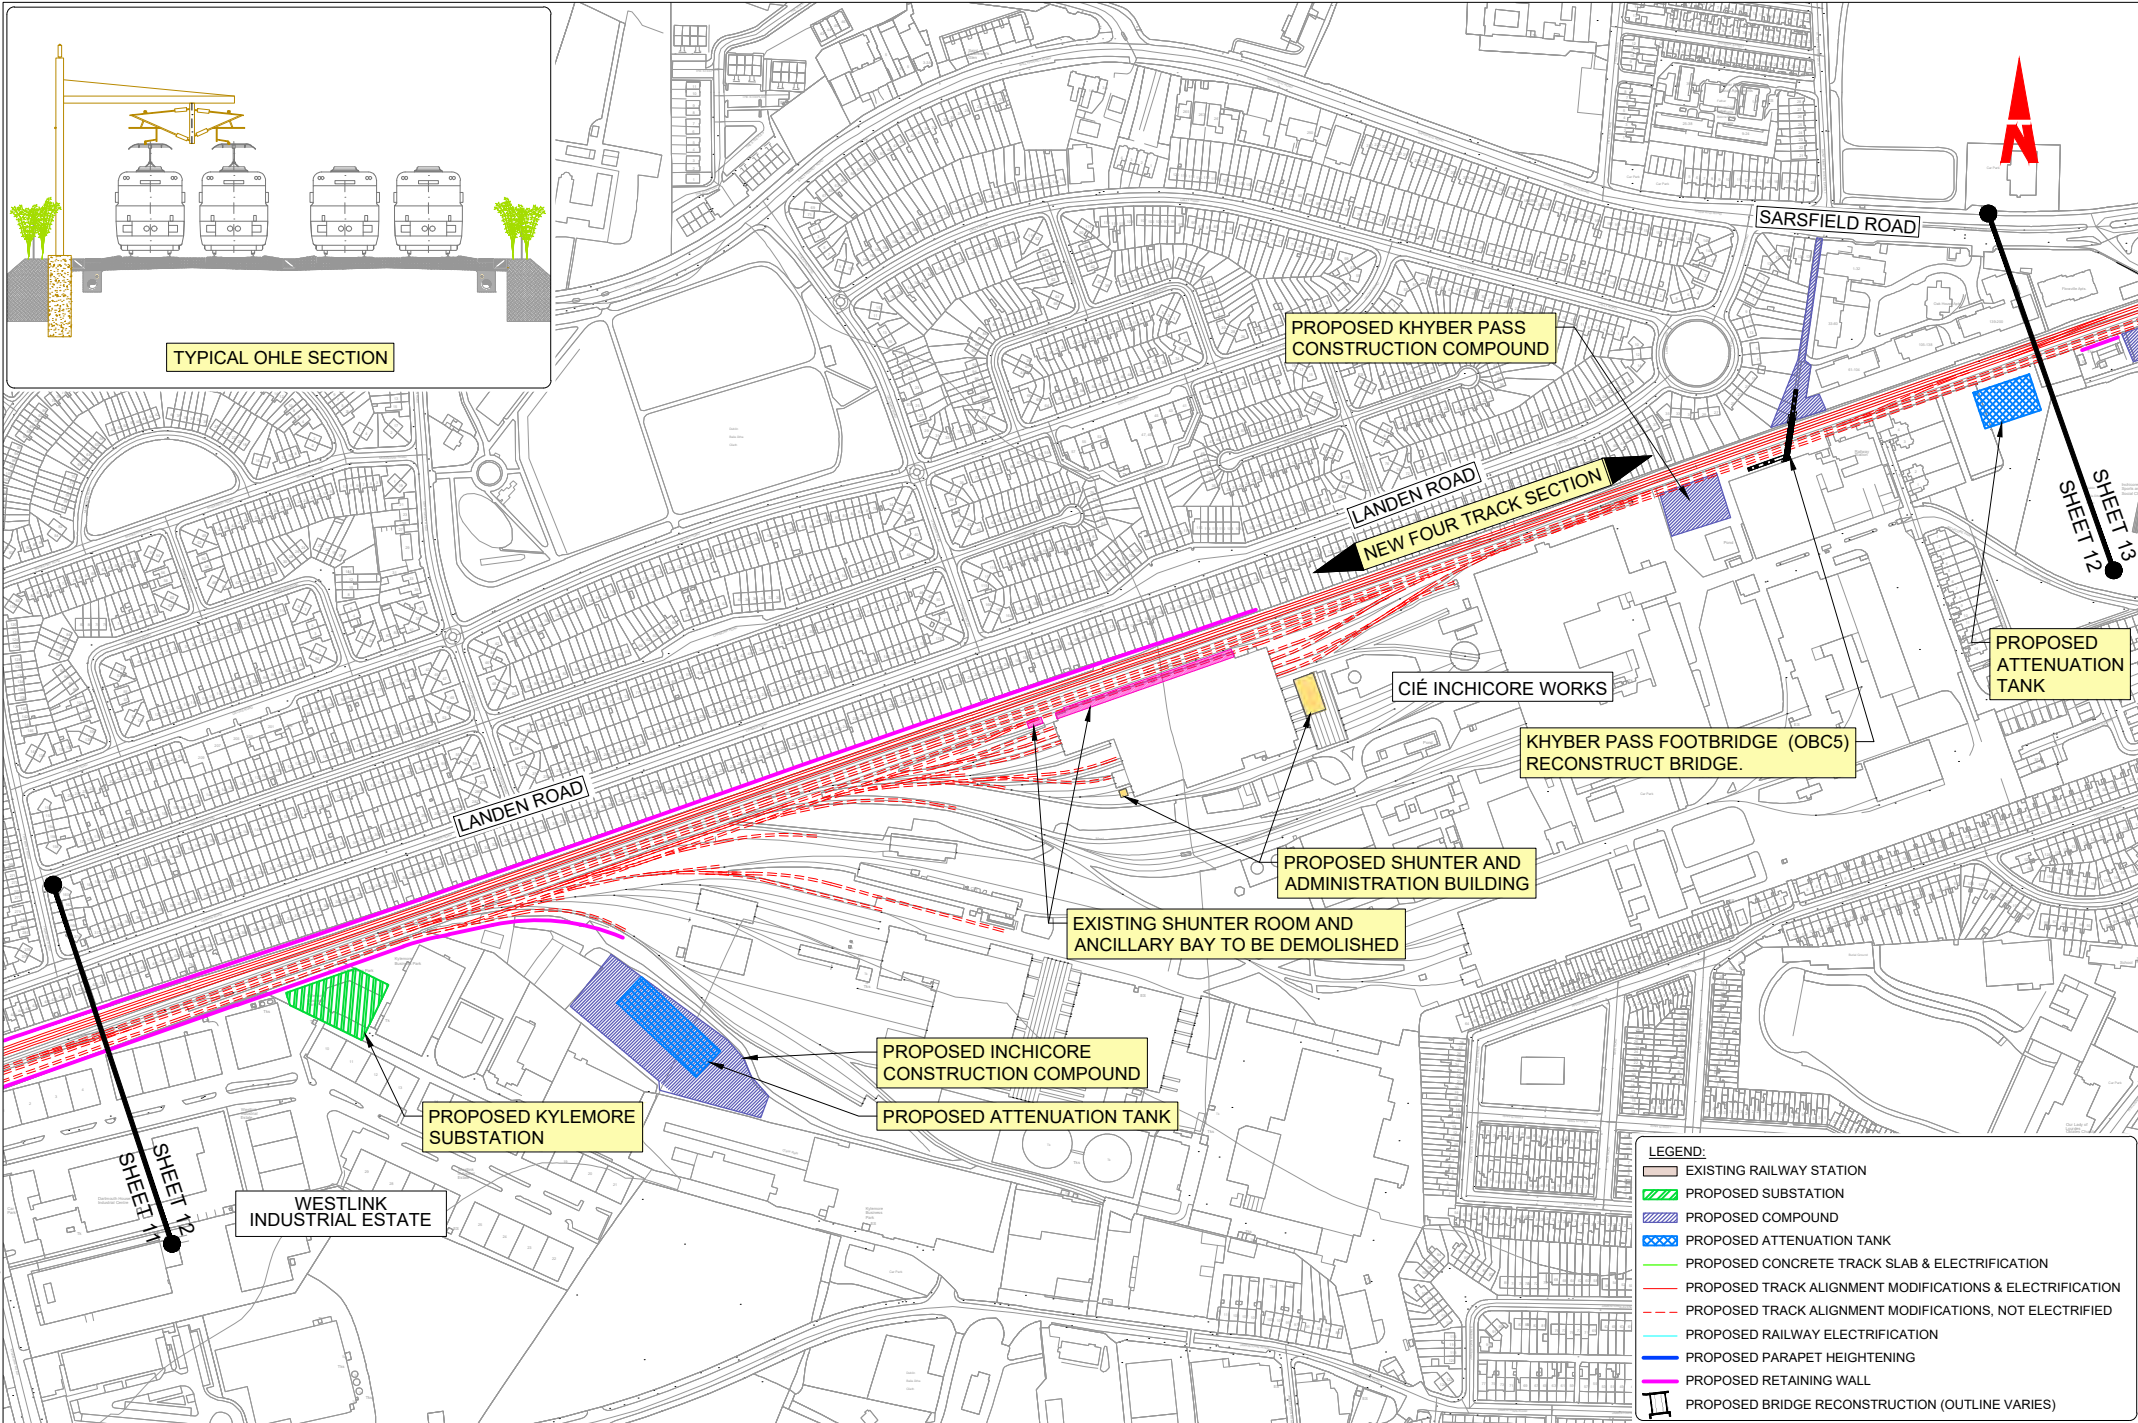 TYPICAL OHLE SECTION
N
SARSFIELD ROAD
PROPOSED KHYBER PASS
CONSTRUCTION COMPOUND
LANDEN ROAD
NEW FOUR TRACK SECTION
SHEET 13
SHEET 12
PROPOSED
ATTENUATION
TANK
CIÉ INCHICORE WORKS
KHYBER PASS FOOTBRIDGE (OBC5)
RECONSTRUCT BRIDGE.
LANDEN ROAD
PROPOSED SHUNTER AND
ADMINISTRATION BUILDING
EXISTING SHUNTER ROOM AND
ANCILLARY BAY TO BE DEMOLISHED
PROPOSED INCHICORE
CONSTRUCTION COMPOUND
PROPOSED ATTENUATION TANK
PROPOSED KYLEMORE
SUBSTATION
SHEET 12
SHEET 11
WESTLINK
INDUSTRIAL ESTATE
LEGEND:
EXISTING RAILWAY STATION
PROPOSED SUBSTATION
PROPOSED COMPOUND
PROPOSED ATTENUATION TANK
PROPOSED CONCRETE TRACK SLAB & ELECTRIFICATION
PROPOSED TRACK ALIGNMENT MODIFICATIONS & ELECTRIFICATION
PROPOSED TRACK ALIGNMENT MODIFICATIONS, NOT ELECTRIFIED
PROPOSED RAILWAY ELECTRIFICATION
PROPOSED PARAPET HEIGHTENING
PROPOSED RETAINING WALL
PROPOSED BRIDGE RECONSTRUCTION (OUTLINE VARIES)